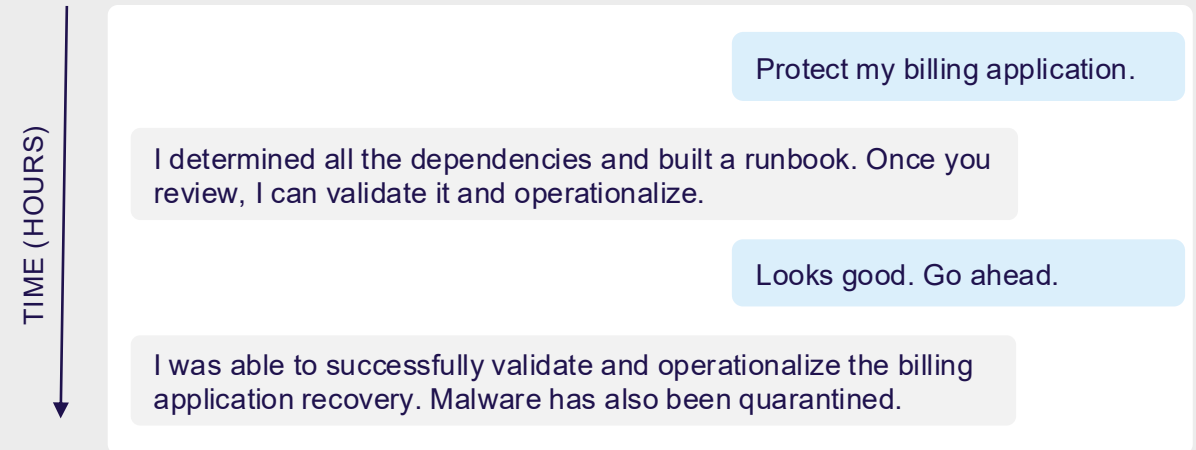 TIME (HOURS)
Protect my billing application.
I determined all the dependencies and built a runbook. Once you
review, I can validate it and operationalize.
Looks good. Go ahead.
I was able to successfully validate and operationalize the billing
application recovery. Malware has also been quarantined.